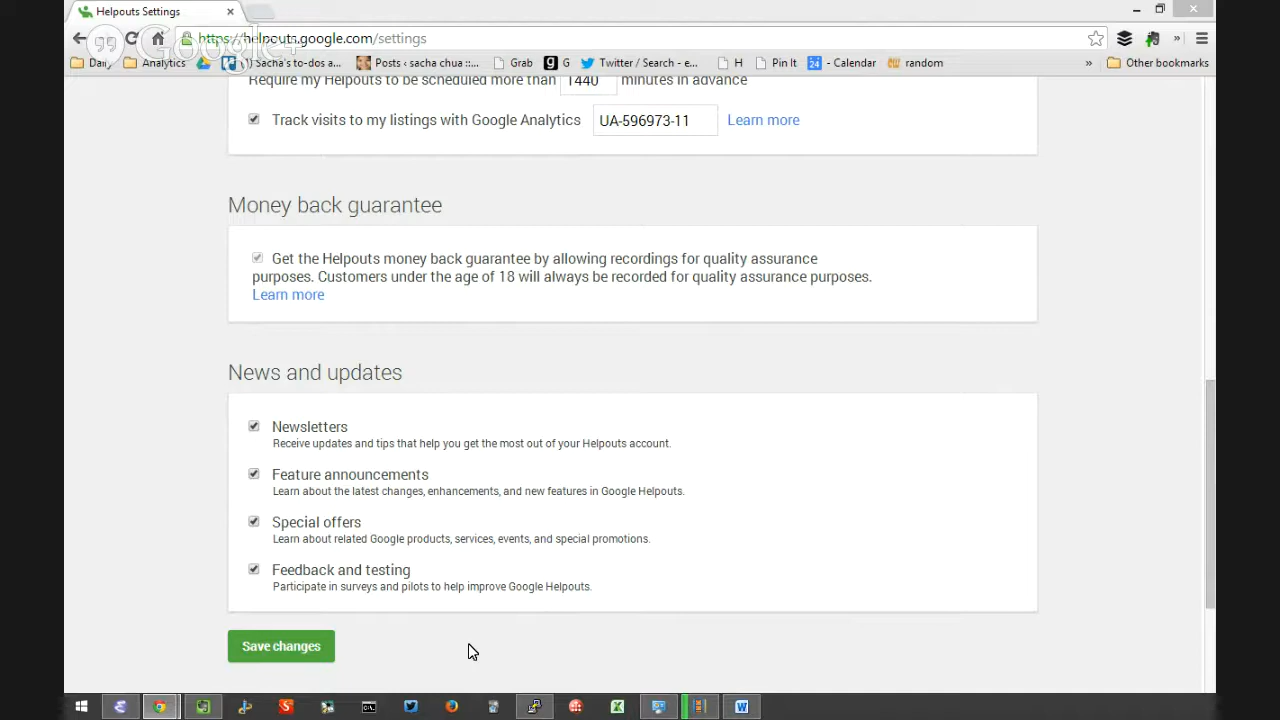 Helpouts Settings
Google+
https://helpouts.google.com/settings
Daily Analytics Sacha's to-dos a... Posts ‹ sacha chua ::... Grab G Twitter / Search - e... H Pin It 24 - Calendar random » Other bookmarks
Require my Helpouts to be scheduled more than 1440 minutes in advance
Track visits to my listings with Google Analytics UA-596973-11 Learn more
Money back guarantee
Get the Helpouts money back guarantee by allowing recordings for quality assurance
purposes. Customers under the age of 18 will always be recorded for quality assurance purposes.
Learn more
News and updates
Newsletters
Receive updates and tips that help you get the most out of your Helpouts account.
Feature announcements
Learn about the latest changes, enhancements, and new features in Google Helpouts.
Special offers
Learn about related Google products, services, events, and special promotions.
Feedback and testing
Participate in surveys and pilots to help improve Google Helpouts.
Save changes